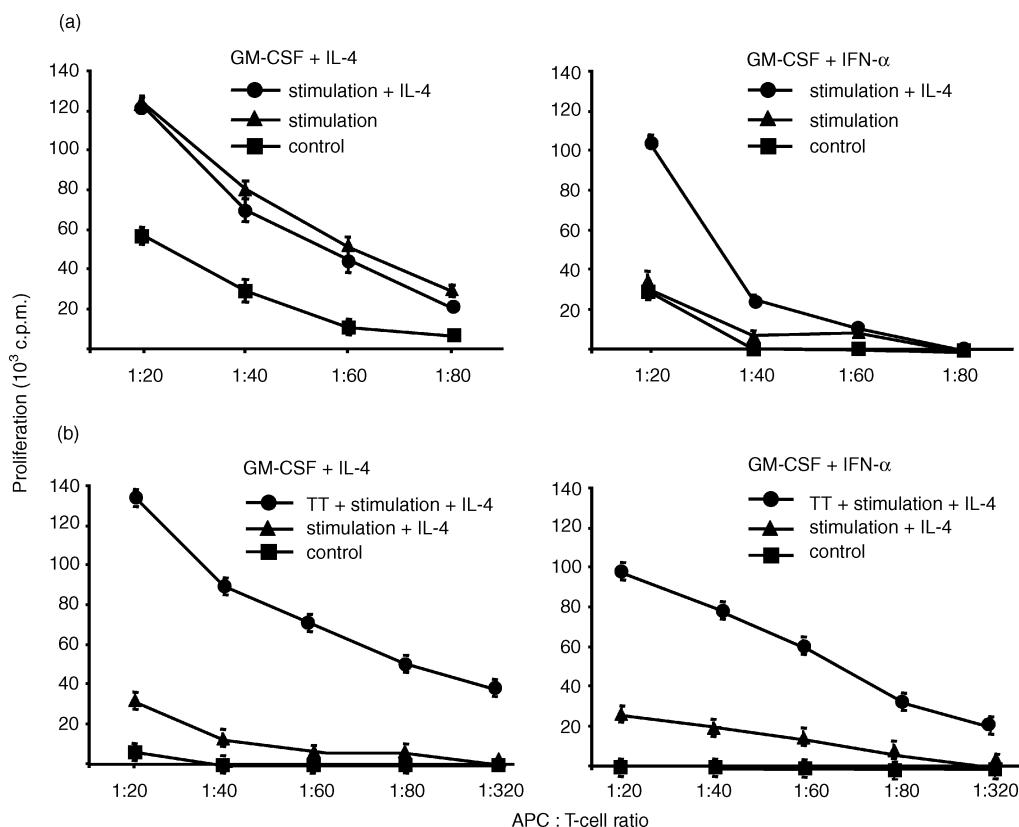 (a)
GM-CSF + IL-4
stimulation + IL-4
stimulation
control
140
120
100
80
60
40
20
1:20 1:40 1:60 1:80
GM-CSF + IFN-α
stimulation + IL-4
stimulation
control
140
120
100
80
60
40
20
1:20 1:40 1:60 1:80
Proliferation (10³ c.p.m.)
(b)
GM-CSF + IL-4
TT + stimulation + IL-4
stimulation + IL-4
control
140
120
100
80
60
40
20
1:20 1:40 1:60 1:80 1:320
GM-CSF + IFN-α
TT + stimulation + IL-4
stimulation + IL-4
control
140
120
100
80
60
40
20
1:20 1:40 1:60 1:80 1:320
APC : T-cell ratio